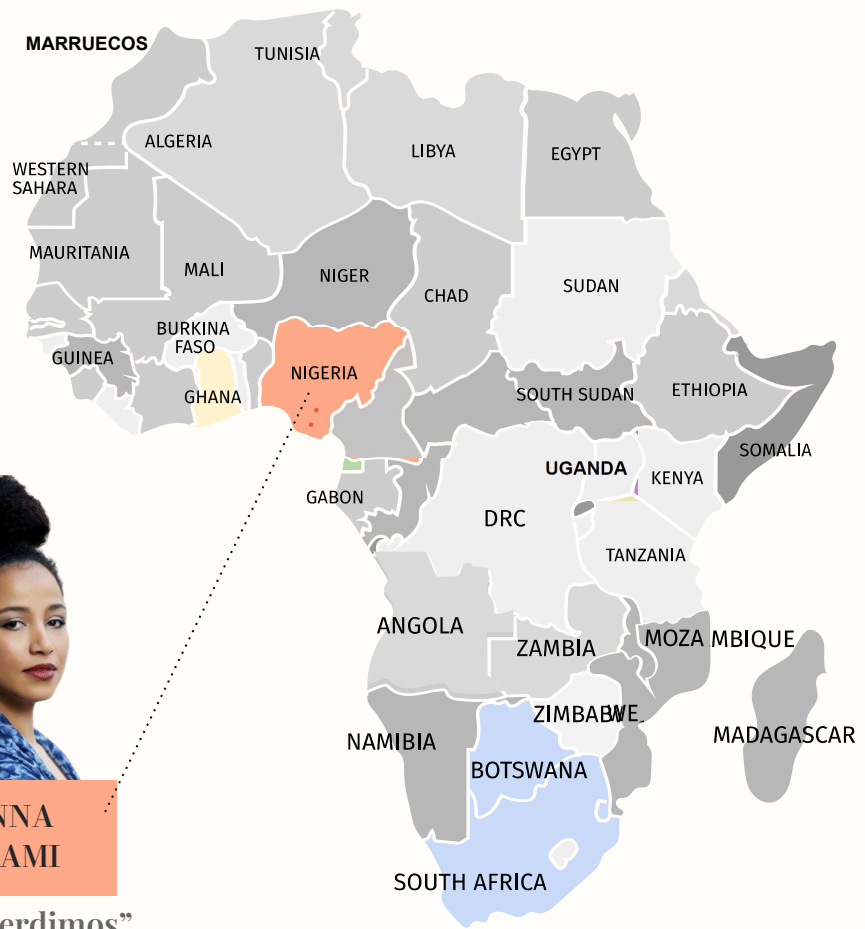 MARRUECOS
TUNISIA
ALGERIA
LIBYA
EGYPT
WESTERN
SAHARA
MAURITANIA
MALI
NIGER
CHAD
SUDAN
BURKINA
FASO
GUINEA
GHANA
NIGERIA
SOUTH SUDAN
ETHIOPIA
SOMALIA
UGANDA
KENYA
GABON
DRC
TANZANIA
ANGOLA
ZAMBIA
MOZA MBIQUE
ZIMBABWE
NAMIBIA
BOTSWANA
MADAGASCAR
SOUTH AFRICA
NNA
AMI
erdimos”